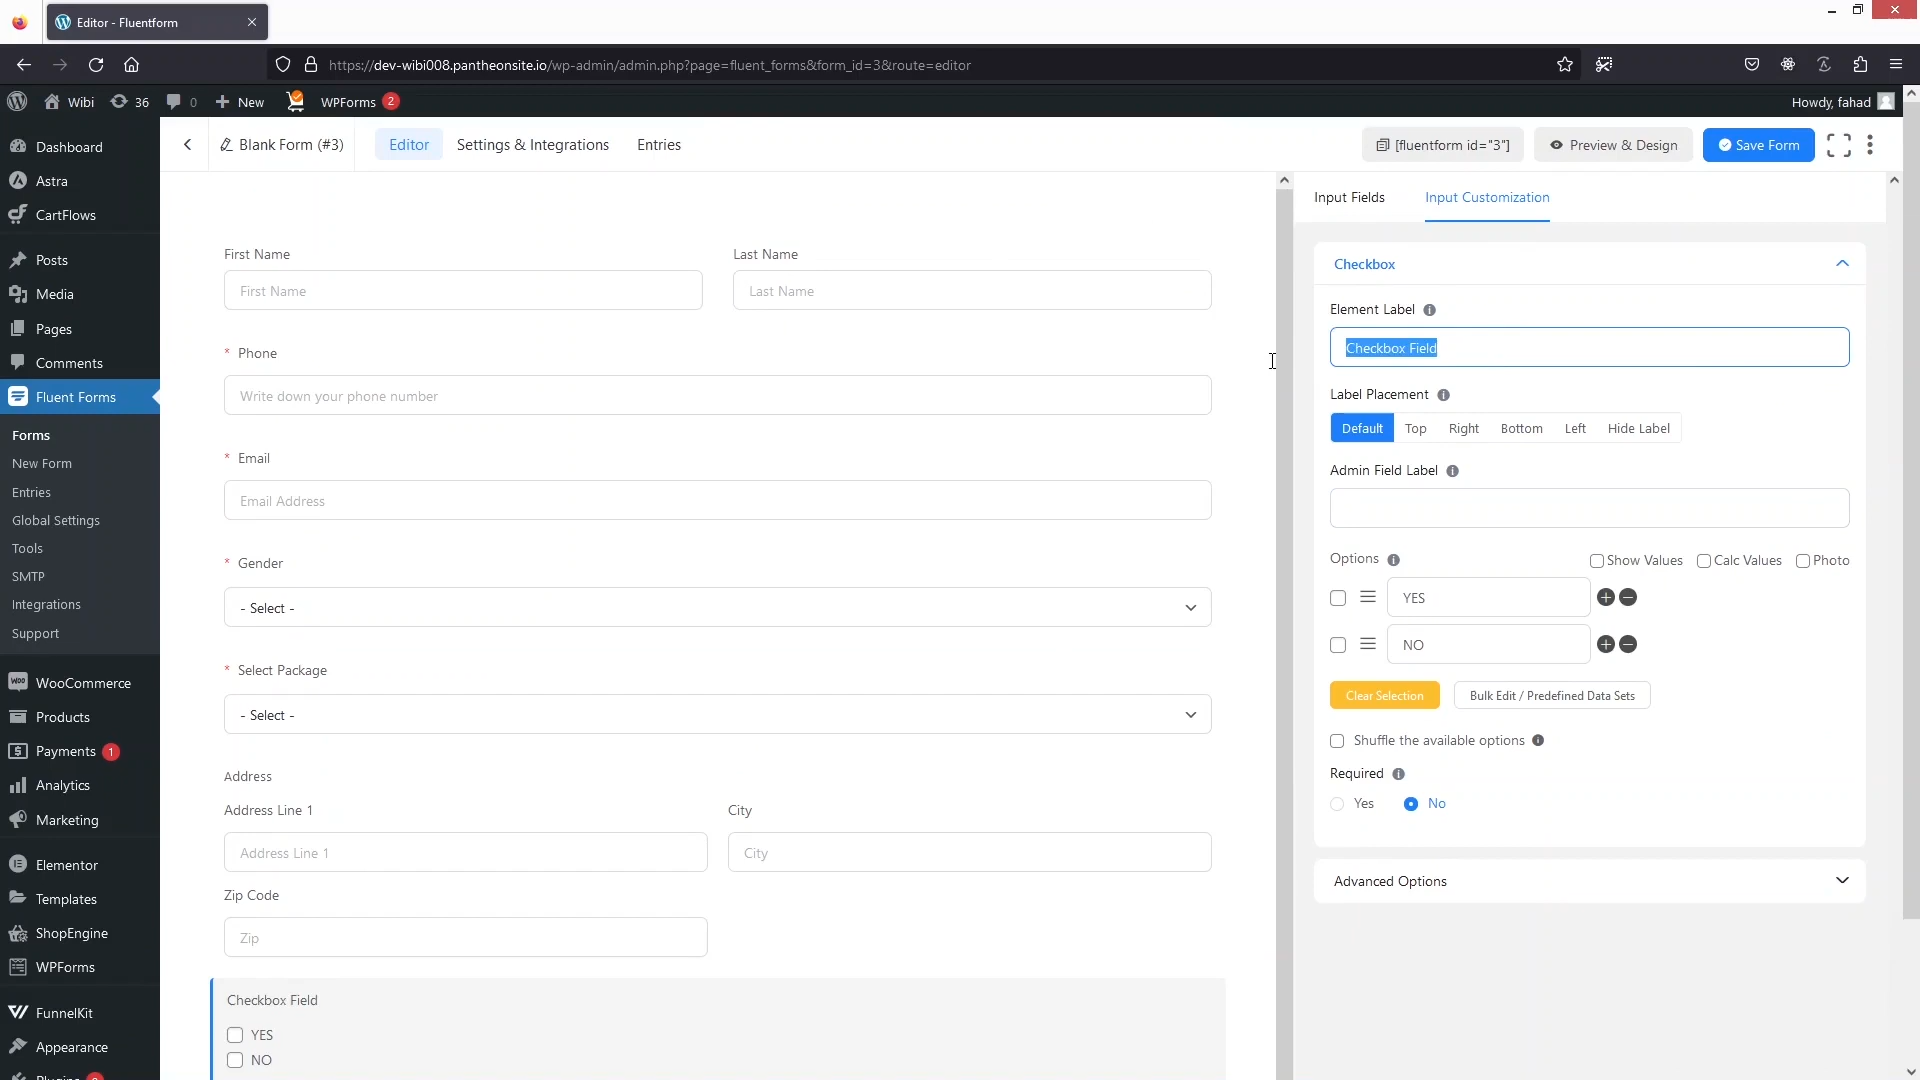 Editor - Fluentform
https://dev-wibi008.pantheonsite.io/wp-admin/admin.php?page=fluent_forms&form_id=3&route=editor
Wibi 36 0 New WPForms 2 Howdy, fahad
Dashboard
Astra
CartFlows
Posts
Media
Pages
Comments
Fluent Forms
Forms
New Form
Entries
Global Settings
Tools
SMTP
Integrations
Support
WooCommerce
Products
Payments 1
Analytics
Marketing
Elementor
Templates
ShopEngine
WPForms
FunnelKit
Appearance
Blank Form (#3) Editor Settings & Integrations Entries [fluentform id="3"] Preview & Design Save Form
First Name Last Name
First Name Last Name
* Phone
Write down your phone number
* Email
Email Address
* Gender
- Select -
* Select Package
- Select -
Address
Address Line 1 City
Address Line 1 City
Zip Code
Zip
Checkbox Field
YES
NO
Input Fields Input Customization
Checkbox
Element Label
Checkbox Field
Label Placement
Default Top Right Bottom Left Hide Label
Admin Field Label
Options Show Values Calc Values Photo
YES
NO
Clear Selection Bulk Edit / Predefined Data Sets
Shuffle the available options
Required
Yes No
Advanced Options